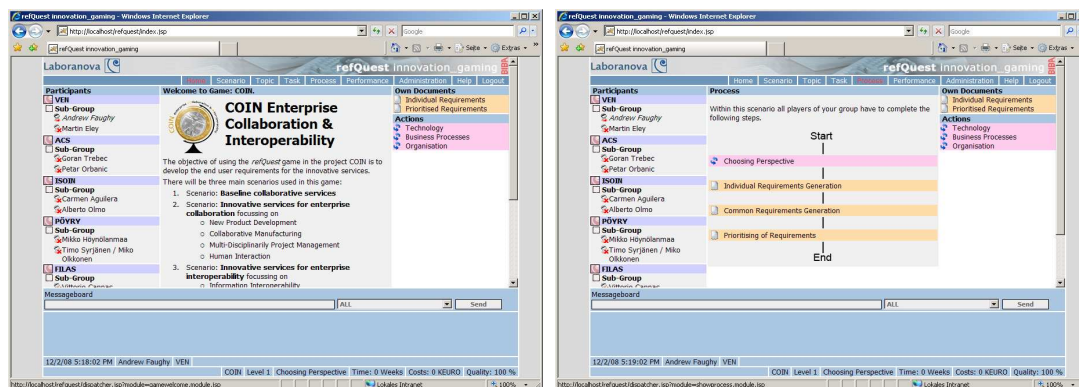 refQuest innovation_gaming - Windows Internet Explorer
http://localhost/refquest/index.jsp
Google
refQuest innovation_gaming
Seite
Extras
Laboranova
refQuest innovation_gaming
VEN
Home | Scenario | Topic | Task | Process | Performance | Administration | Help | Logout
Participants
VEN
Sub-Group
Andrew Faughy
Martin Eley
ACS
Sub-Group
Goran Trebec
Petar Orbanic
ISOIN
Sub-Group
Carmen Aguilera
Alberto Olmo
PÖYRY
Sub-Group
Mikko Höynölanmaa
Timo Syrjänen / Miko
Olkkonen
FILAS
Sub-Group
Welcome to Game: COIN.
COIN
COIN Enterprise
Collaboration &
Interoperability
The objective of using the refQuest game in the project COIN is to
develop the end user requirements for the innovative services.
There will be three main scenarios used in this game:
1. Scenario: Baseline collaborative services
2. Scenario: Innovative services for enterprise
collaboration focussing on
o New Product Development
o Collaborative Manufacturing
o Multi-Disciplinarily Project Management
o Human Interaction
3. Scenario: Innovative services for enterprise
interoperability focussing on
o Information Interoperability
Own Documents
Individual Requirements
Prioritised Requirements
Actions
Technology
Business Processes
Organisation
Messageboard
ALL
Send
12/2/08 5:18:02 PM Andrew Faughy VEN
COIN Level 1 Choosing Perspective Time: 0 Weeks Costs: 0 KEURO Quality: 100 %
http://localhost/refquest/dispatcher.jsp?module=gamewelcome.module.jsp
Lokales Intranet
100%
refQuest innovation_gaming - Windows Internet Explorer
http://localhost/refquest/index.jsp
Google
refQuest innovation_gaming
Seite
Extras
Laboranova
refQuest innovation_gaming
VEN
Home | Scenario | Topic | Task | Process | Performance | Administration | Help | Logout
Participants
VEN
Sub-Group
Andrew Faughy
Martin Eley
ACS
Sub-Group
Goran Trebec
Petar Orbanic
ISOIN
Sub-Group
Carmen Aguilera
Alberto Olmo
PÖYRY
Sub-Group
Mikko Höynölanmaa
Timo Syrjänen / Miko
Olkkonen
FILAS
Sub-Group
Process
Within this scenario all players of your group have to complete the
following steps.
Start
Choosing Perspective
Individual Requirements Generation
Common Requirements Generation
Prioritising of Requirements
End
Own Documents
Individual Requirements
Prioritised Requirements
Actions
Technology
Business Processes
Organisation
Messageboard
ALL
Send
12/2/08 5:19:02 PM Andrew Faughy VEN
COIN Level 1 Choosing Perspective Time: 0 Weeks Costs: 0 KEURO Quality: 100 %
http://localhost/refquest/dispatcher.jsp?module=showprocess.module.jsp
Lokales Intranet
100%